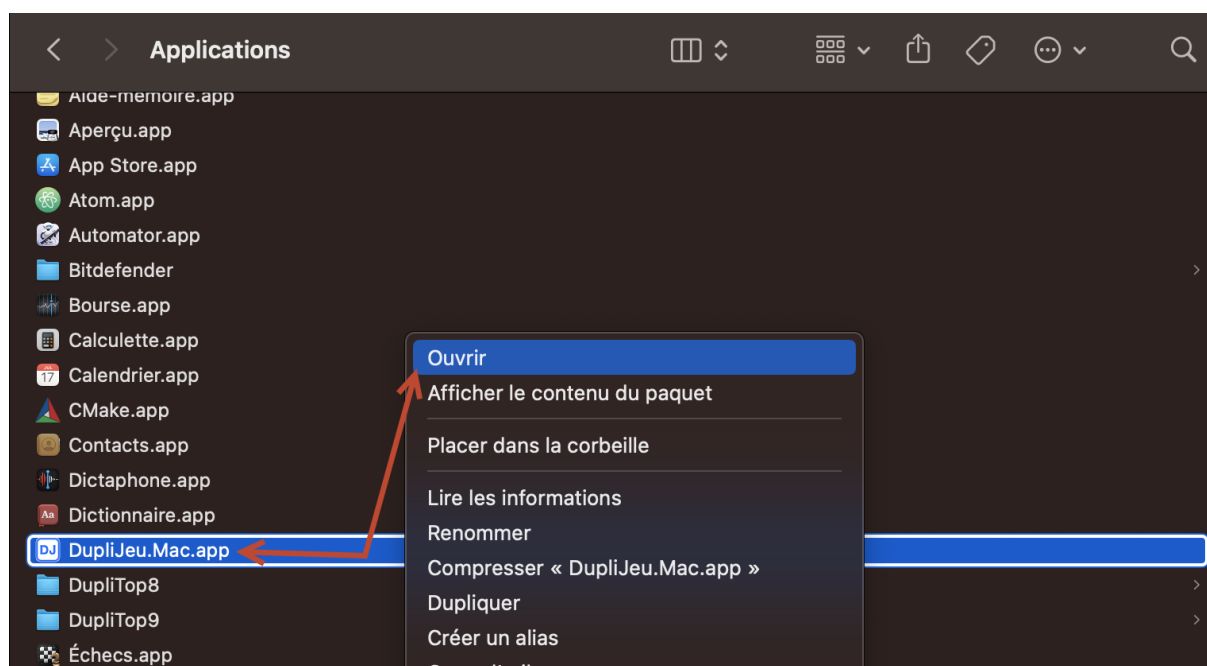 Applications
Aide-mémoire.app
Aperçu.app
App Store.app
Atom.app
Automator.app
Bitdefender
Bourse.app
Calculette.app
17 Calendrier.app
CMake.app
Contacts.app
Dictaphone.app
Aa Dictionnaire.app
DJ DupliJeu.Mac.app
DupliTop8
DupliTop9
Échecs.app
Ouvrir
Afficher le contenu du paquet
Placer dans la corbeille
Lire les informations
Renommer
Compresser « DupliJeu.Mac.app »
Dupliquer
Créer un alias